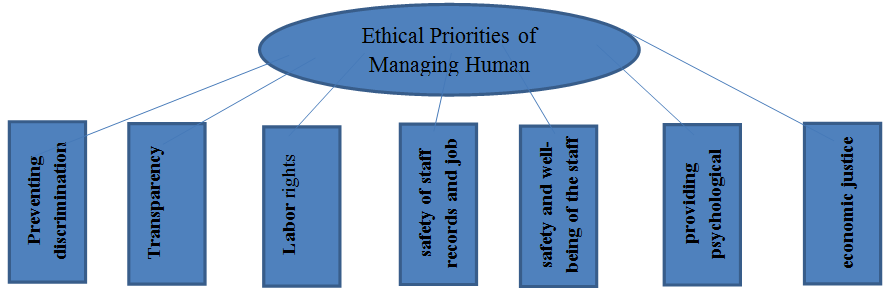 Ethical Priorities of
Managing Human
Preventing
discrimination
Transparency
Labor rights
safety of staff
records and job
safety and well-
being of the staff
providing
psychological
economic justice